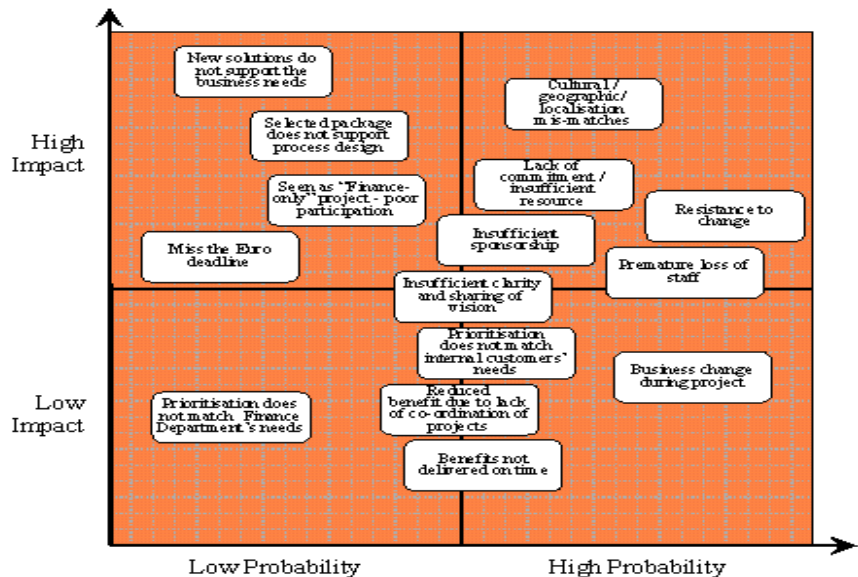 New solutions do
not support the
business needs
Cultural /
geographic/
localisation
mis-matches
Selected package
does not support
process design
High
Impact
Lack of
commitment /
insufficient
resource
Seen as "Finance-
only" project - poor
participation
Resistance to
change
Insufficient
sponsorship
Miss the Euro
deadline
Premature loss of
staff
Insufficient clarity
and sharing of
vision
Prioritisation
does not match
internal customers'
needs
Business change
during project
Low
Impact
Prioritisation does
not match Finance
Department's needs
Reduced
benefit due to lack
of co-ordination of
projects
Benefits not
delivered on time
Low Probability
High Probability